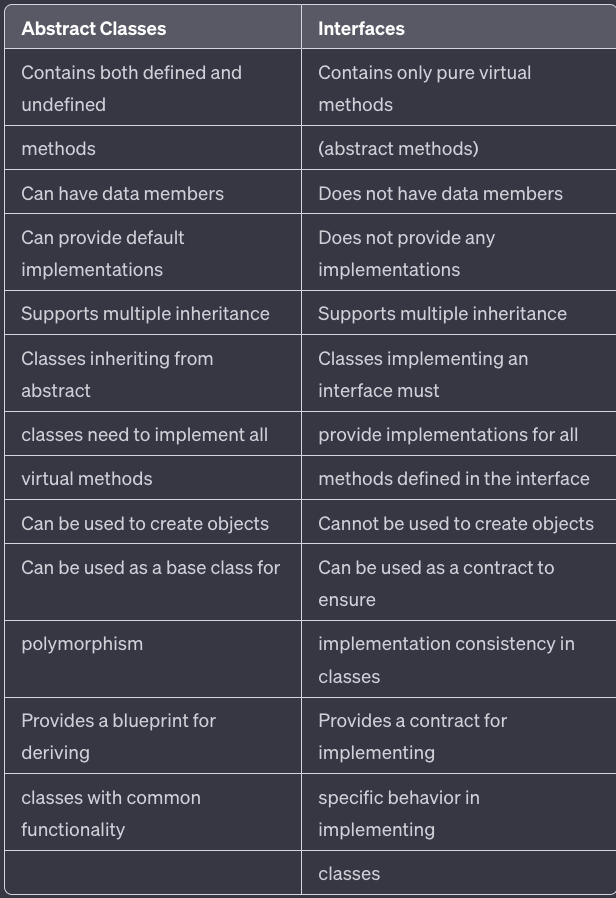 Abstract Classes Interfaces
Contains both defined and Contains only pure virtual
undefined methods
methods (abstract methods)
Can have data members Does not have data members
Can provide default Does not provide any
implementations implementations
Supports multiple inheritance Supports multiple inheritance
Classes inheriting from Classes implementing an
abstract interface must
classes need to implement all provide implementations for all
virtual methods methods defined in the interface
Can be used to create objects Cannot be used to create objects
Can be used as a base class for Can be used as a contract to
ensure
polymorphism implementation consistency in
classes
Provides a blueprint for Provides a contract for
deriving implementing
classes with common specific behavior in
functionality implementing
classes